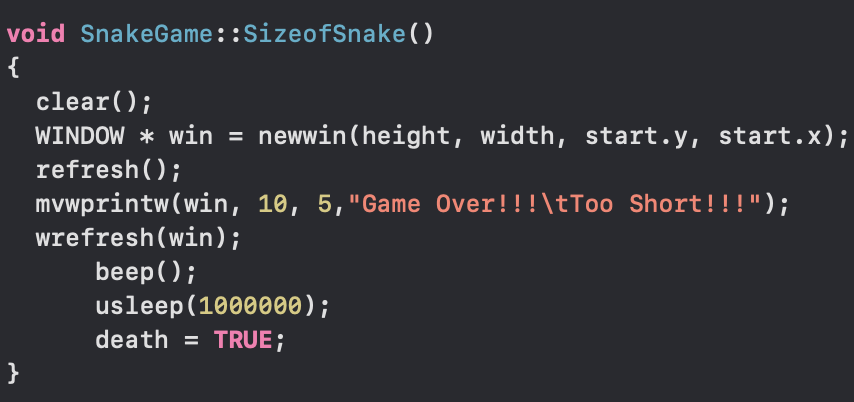 void SnakeGame::SizeofSnake()
{
  clear();
  WINDOW * win = newwin(height, width, start.y, start.x);
  refresh();
  mvwprintw(win, 10, 5,"Game Over!!!\tToo Short!!!");
  wrefresh(win);
      beep();
      usleep(1000000);
      death = TRUE;
}